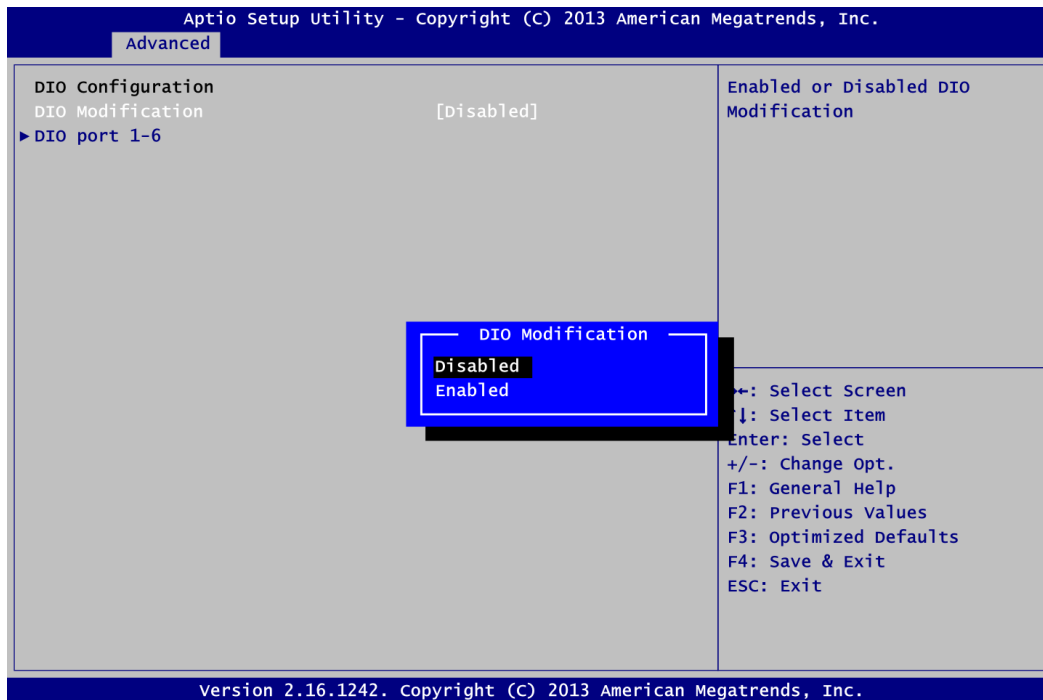 Aptio Setup Utility - Copyright (C) 2013 American Megatrends, Inc.
Advanced
DIO Configuration
DIO Modification [Disabled]
►DIO port 1-6
Enabled or Disabled DIO
Modification
DIO Modification
Disabled
Enabled
←: Select Screen
↓: Select Item
Enter: Select
+/-: Change Opt.
F1: General Help
F2: Previous Values
F3: Optimized Defaults
F4: Save & Exit
ESC: Exit
Version 2.16.1242. Copyright (C) 2013 American Megatrends, Inc.